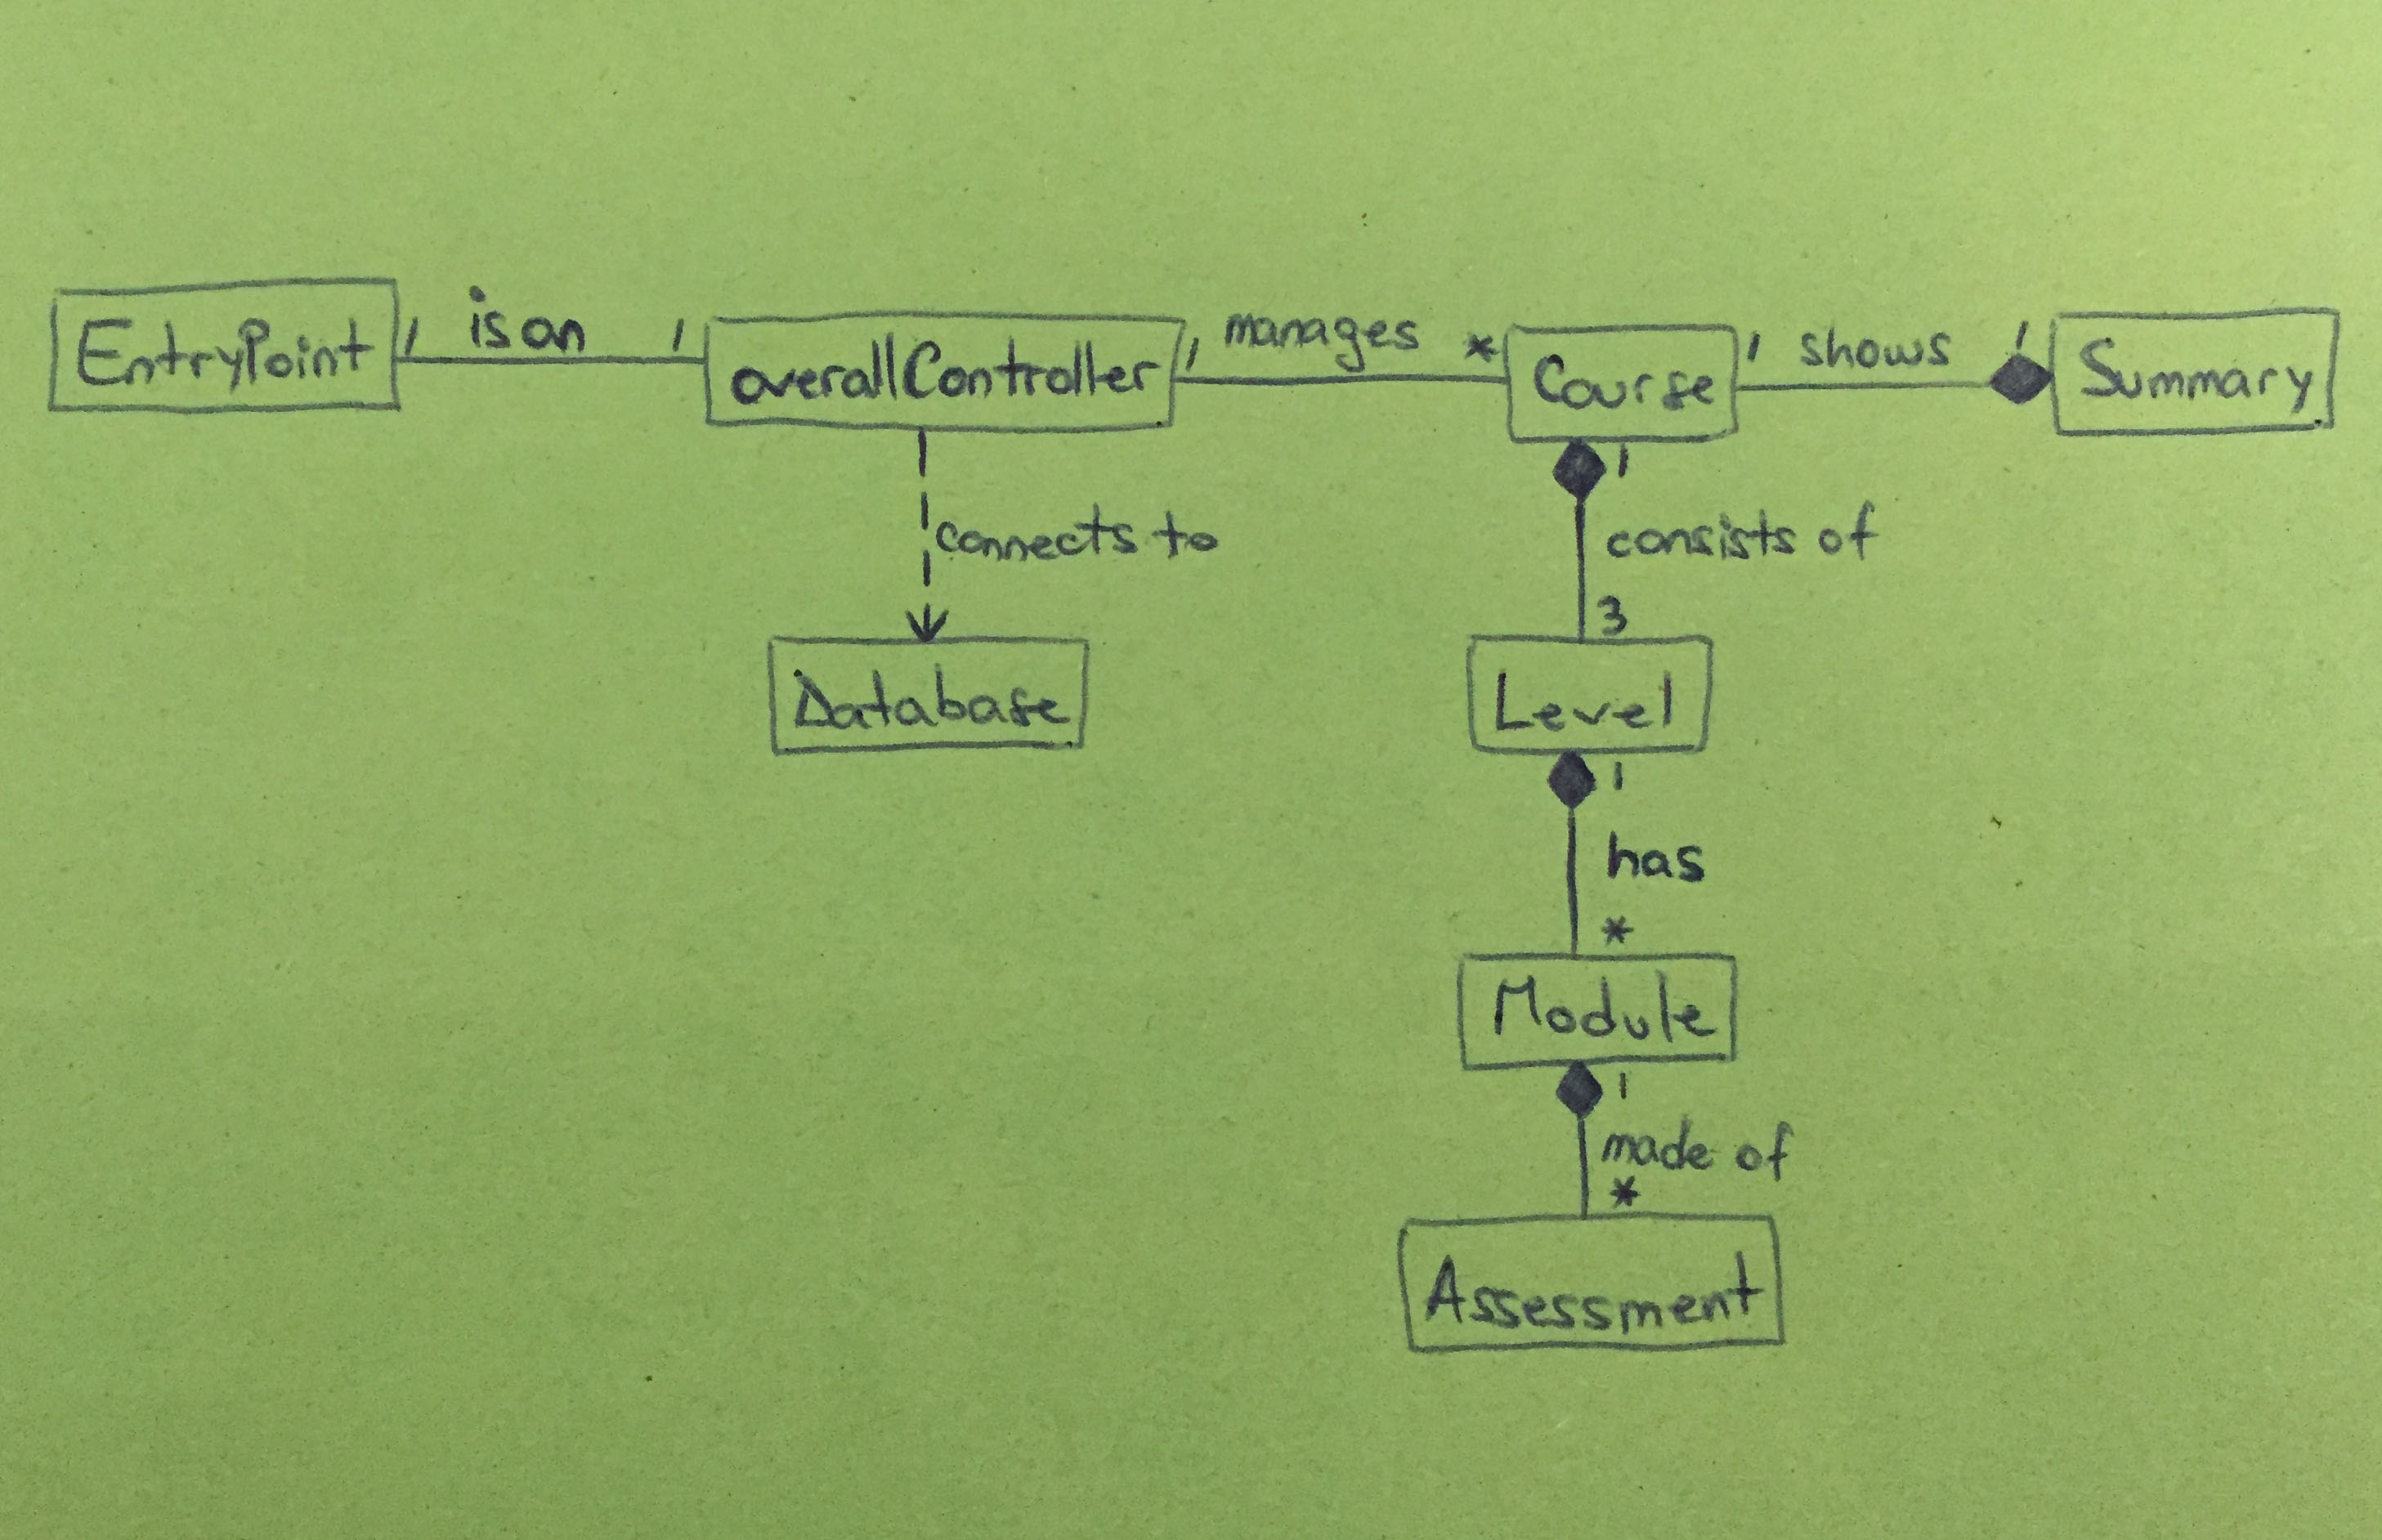 EntryPoint 1 is an 1 overallController 1 manages * Course 1 shows 1 Summary
connects to
1
consists of
3
Database
Level
1
has
*
Module
1
made of
*
Assessment